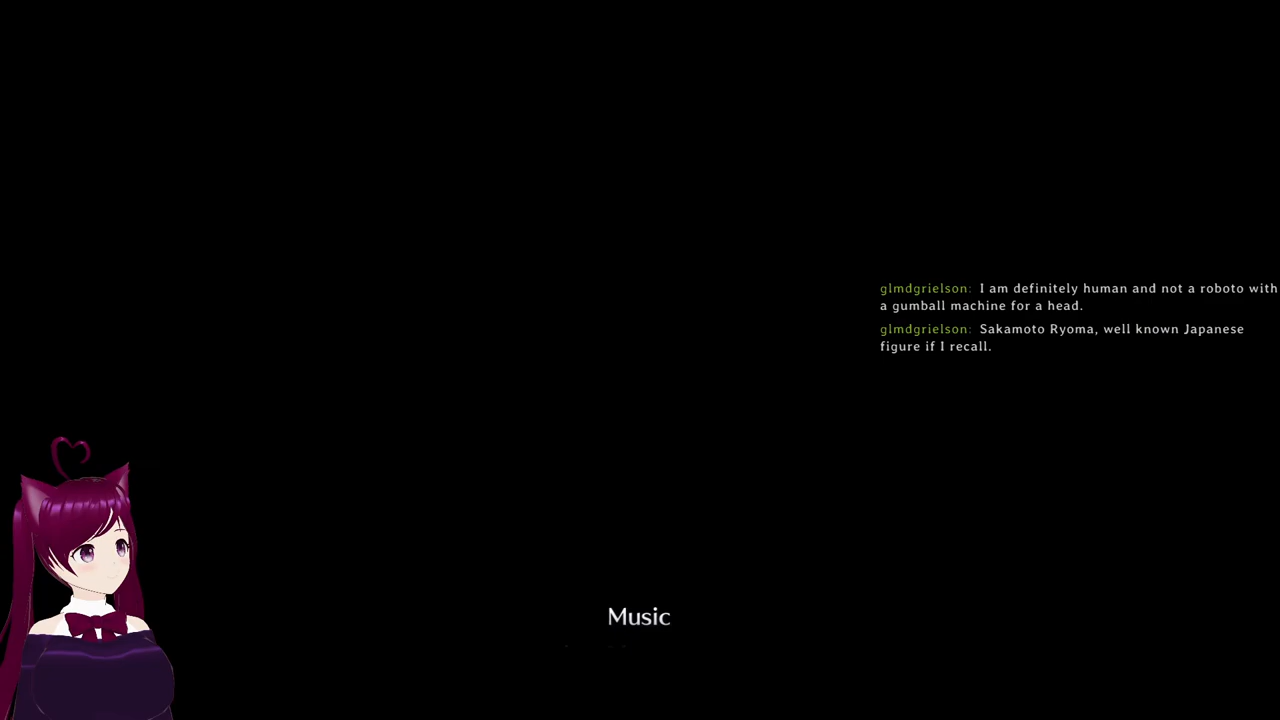 glmdgrielson: I am definitely human and not a roboto with
a gumball machine for a head.
glmdgrielson: Sakamoto Ryoma, well known Japanese
figure if I recall.
Music